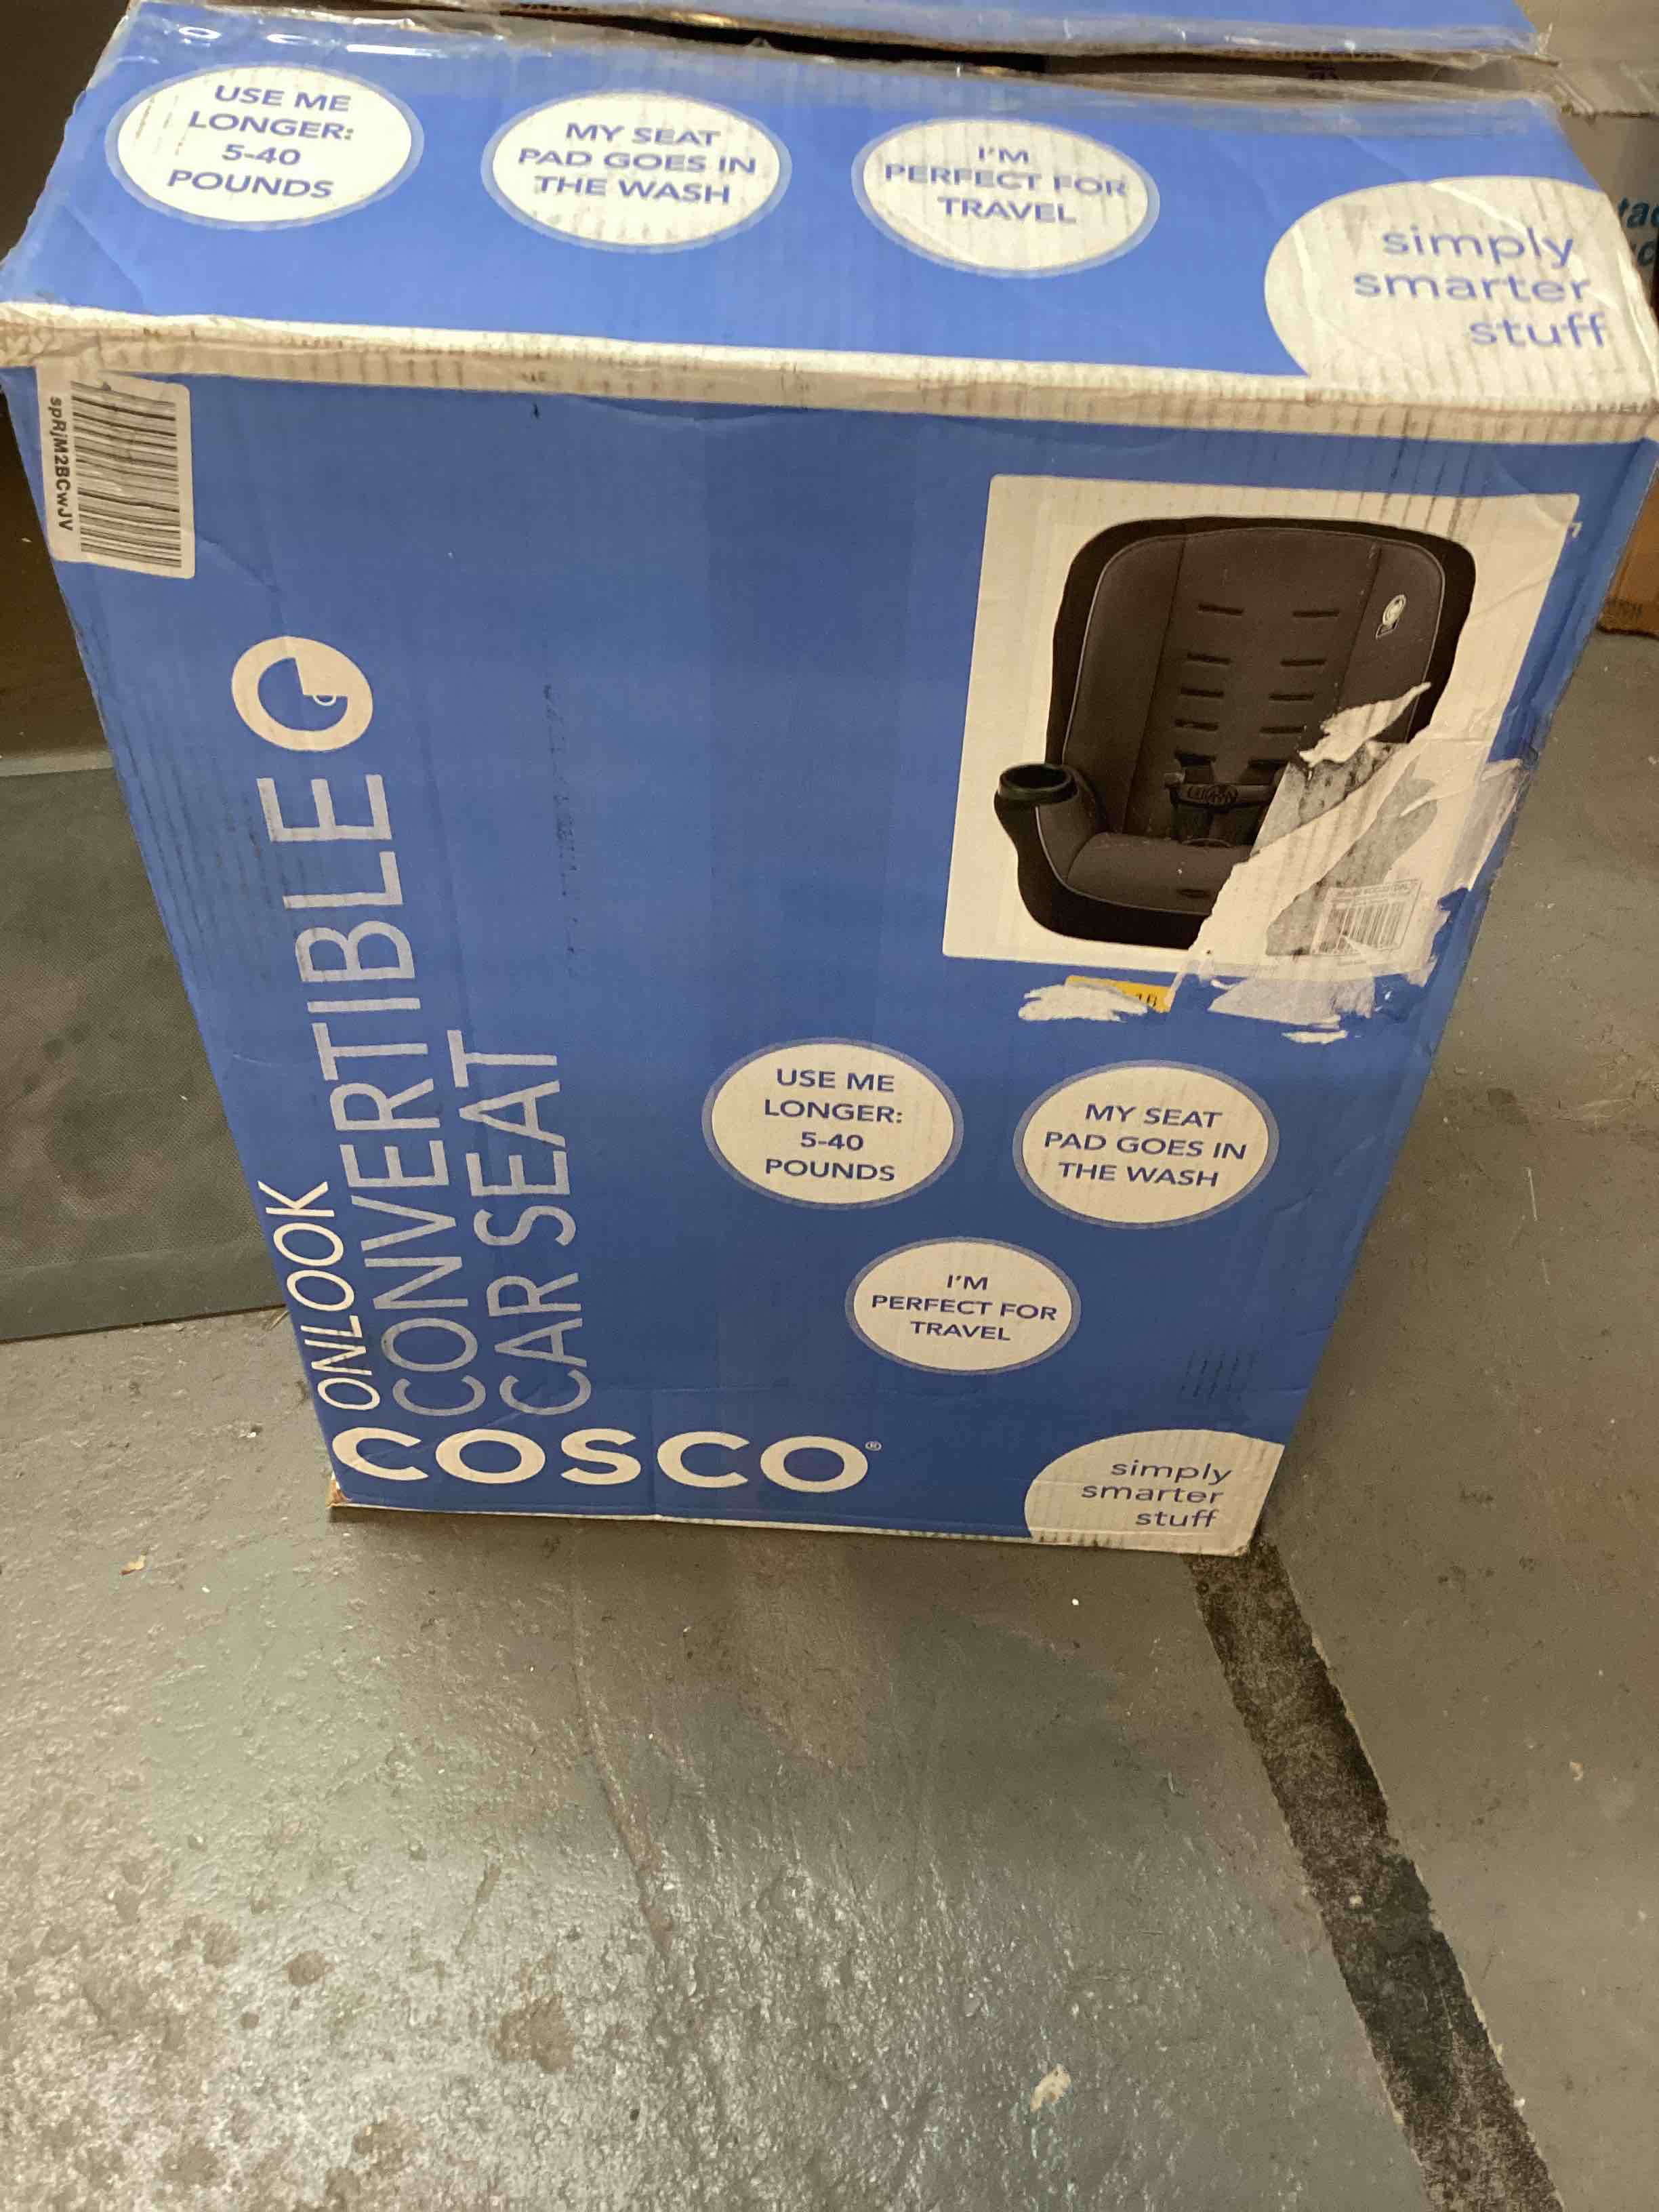 USE ME
LONGER:
5-40
POUNDS
MY SEAT
PAD GOES IN
THE WASH
I'M
PERFECT FOR
TRAVEL
simply
smarter
stuff
spRjM2BCwJV
ONLOOK
CONVERTIBLE
CAR SEAT
USE ME
LONGER:
5-40
POUNDS
MY SEAT
PAD GOES IN
THE WASH
I'M
PERFECT FOR
TRAVEL
COSCO®
simply
smarter
stuff